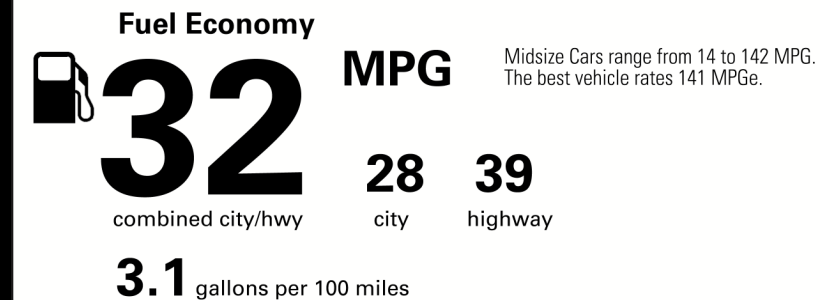 Fuel Economy
32
MPG
Midsize Cars range from 14 to 142 MPG.
The best vehicle rates 141 MPGe.
28
39
combined city/hwy
city
highway
3.1 gallons per 100 miles